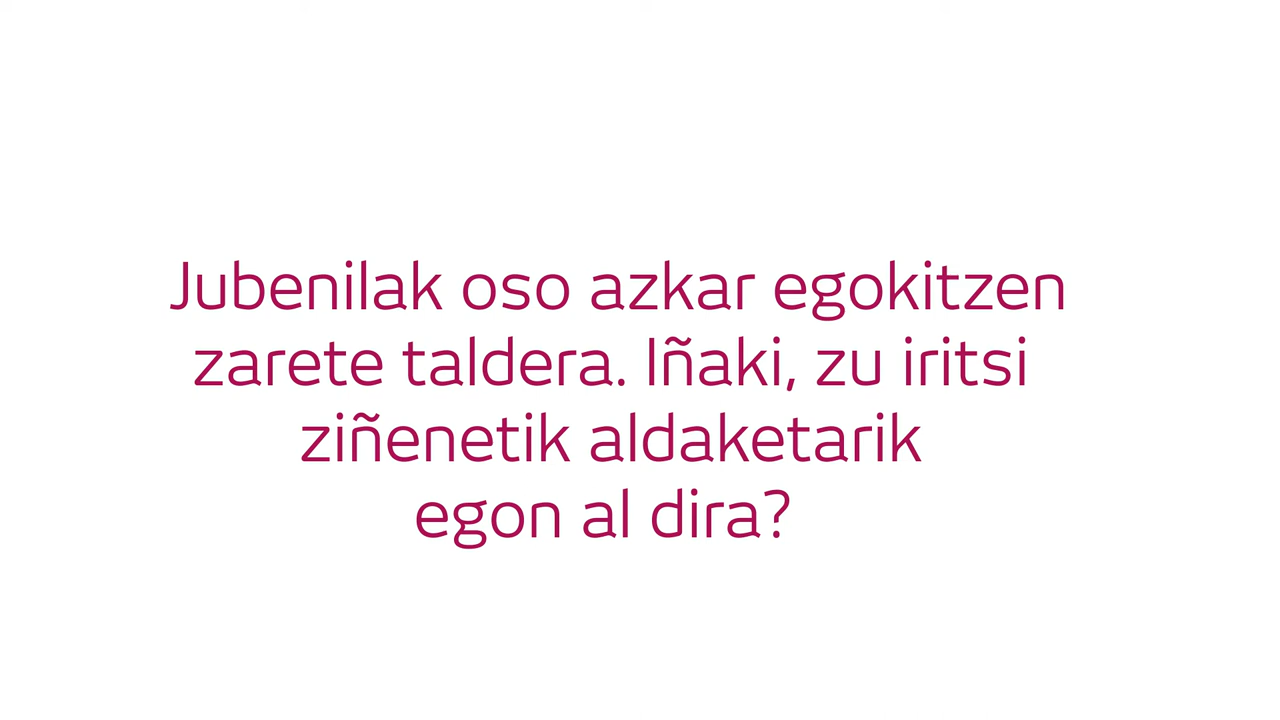 Jubenilak oso azkar egokitzen
zarete taldera. Iñaki, zu iritsi
ziñenetik aldaketarik
egon al dira?